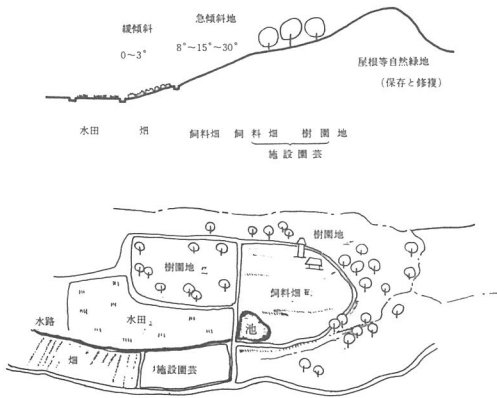 緩傾斜
0〜3°
急傾斜地
8°〜15°〜30°
屋根等自然緑地
(保存と修複)
水田 畑 飼料畑 飼料畑 樹園地
施設園芸
樹園地
樹園地
飼料畑
水路
水田
池
畑
施設園芸